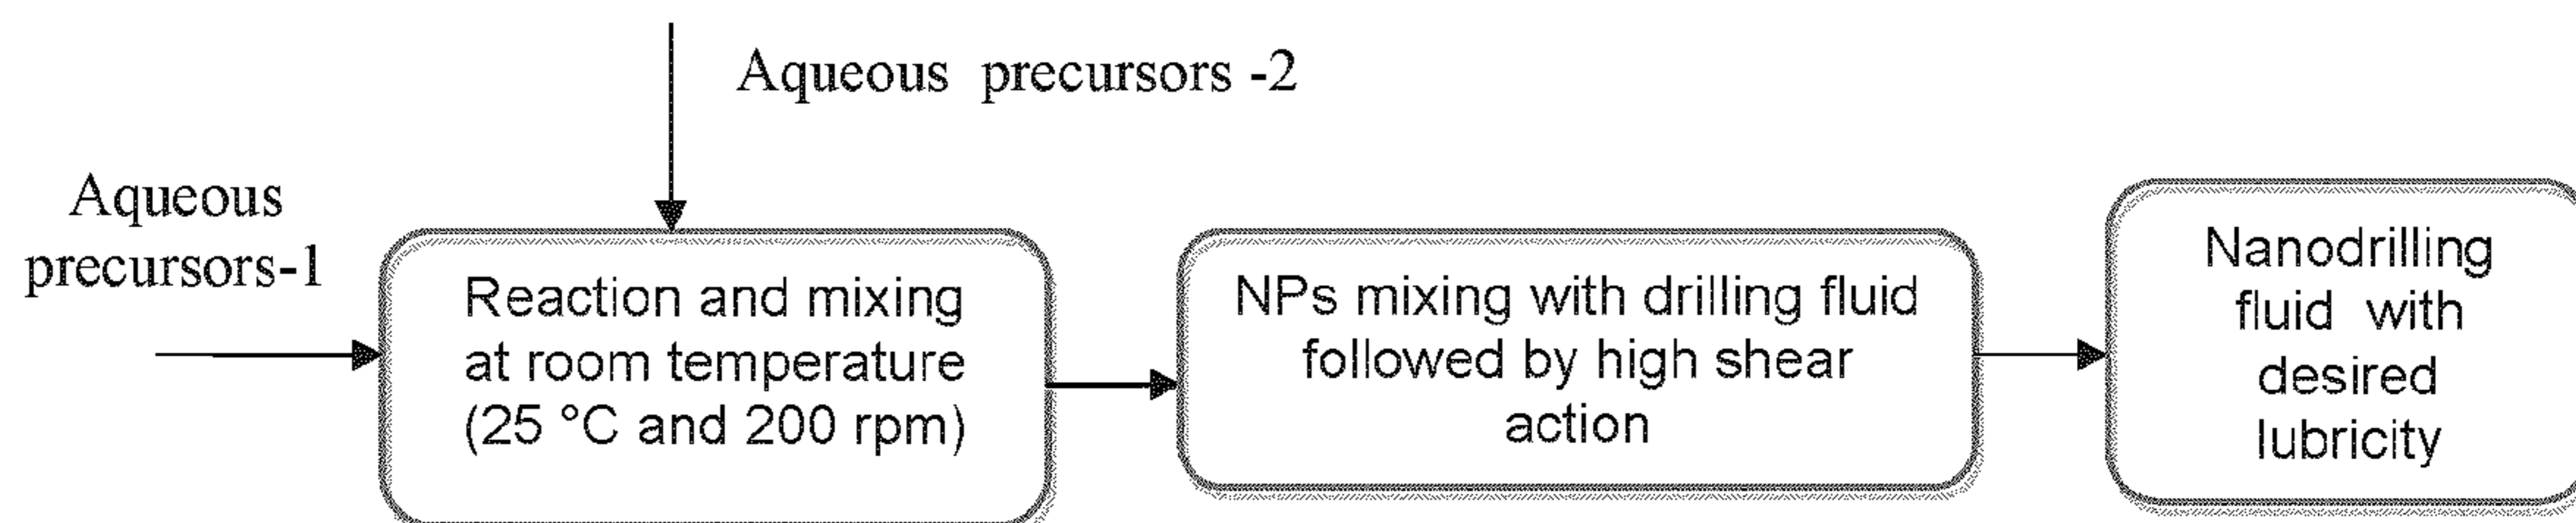 Aqueous precursors -2
Aqueous
precursors-1
Reaction and mixing
at room temperature
(25 °C and 200 rpm)
NPs mixing with drilling fluid
followed by high shear
action
Nanodrilling
fluid with
desired
lubricity